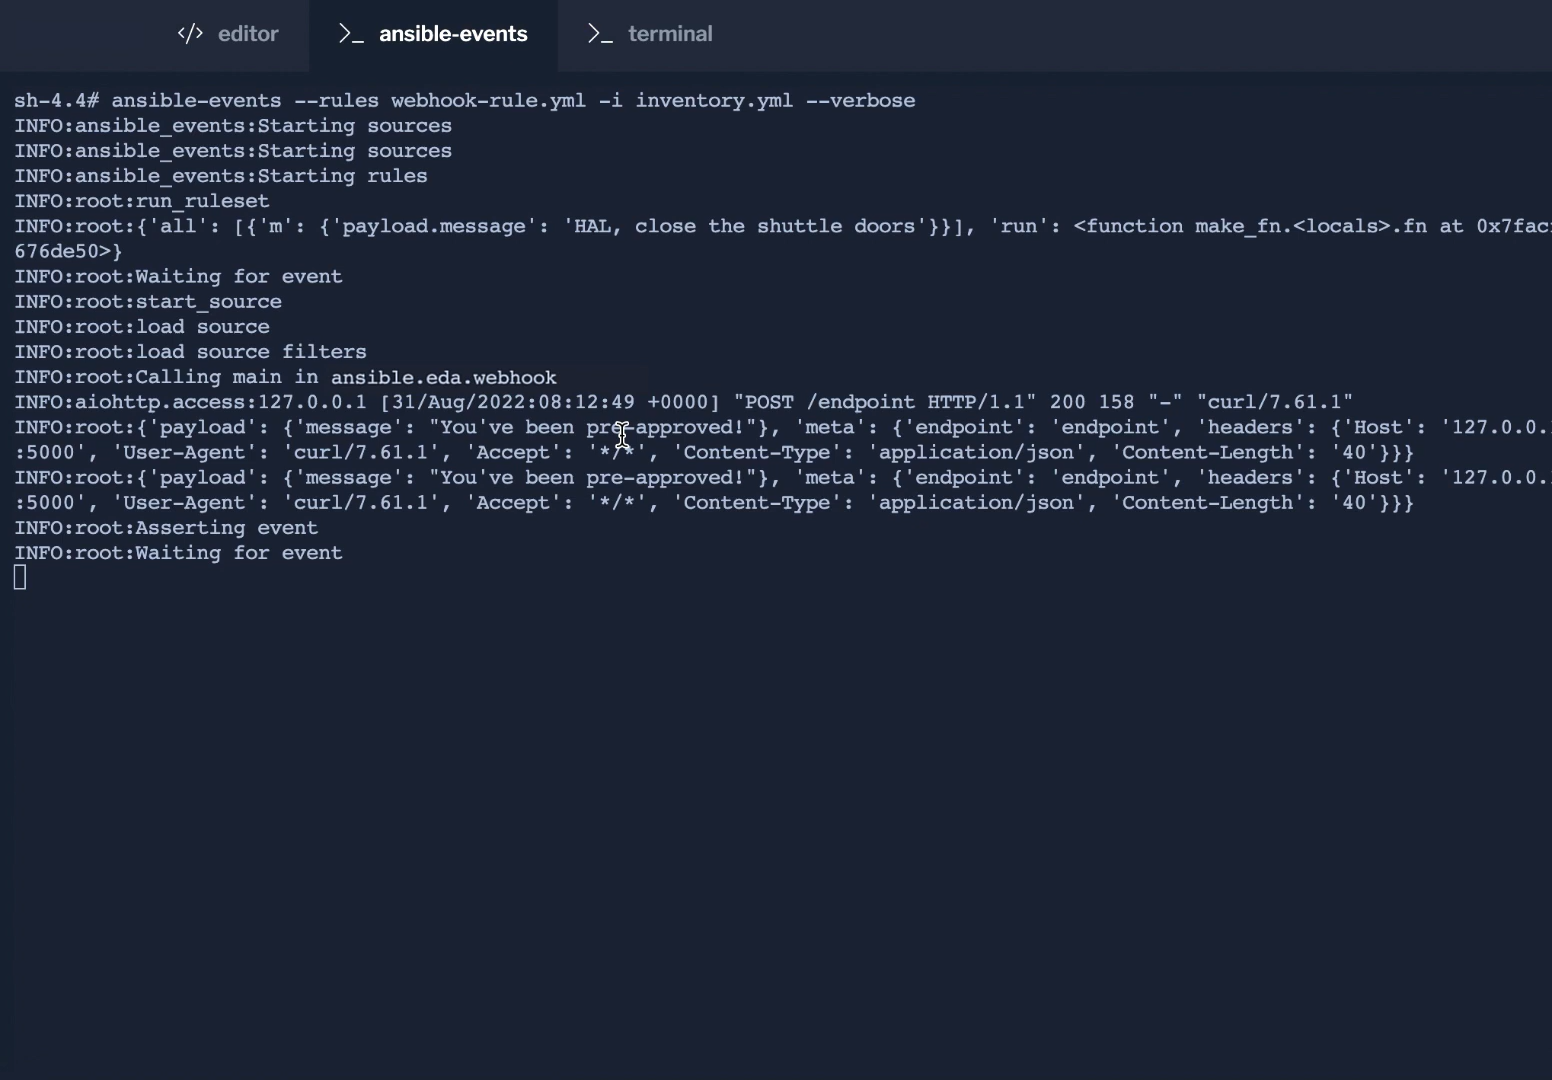 </> editor >_ ansible-events >_ terminal
sh-4.4# ansible-events --rules webhook-rule.yml -i inventory.yml --verbose
INFO:ansible_events:Starting sources
INFO:ansible_events:Starting sources
INFO:ansible_events:Starting rules
INFO:root:run_ruleset
INFO:root:{'all': [{'m': {'payload.message': 'HAL, close the shuttle doors'}}], 'run': <function make_fn.<locals>.fn at 0x7fac
676de50>}
INFO:root:Waiting for event
INFO:root:start_source
INFO:root:load source
INFO:root:load source filters
INFO:root:Calling main in ansible.eda.webhook
INFO:aiohttp.access:127.0.0.1 [31/Aug/2022:08:12:49 +0000] "POST /endpoint HTTP/1.1" 200 158 "-" "curl/7.61.1"
INFO:root:{'payload': {'message': "You've been pre-approved!"}, 'meta': {'endpoint': 'endpoint', 'headers': {'Host': '127.0.0.
:5000', 'User-Agent': 'curl/7.61.1', 'Accept': '*/*', 'Content-Type': 'application/json', 'Content-Length': '40'}}}
INFO:root:{'payload': {'message': "You've been pre-approved!"}, 'meta': {'endpoint': 'endpoint', 'headers': {'Host': '127.0.0.
:5000', 'User-Agent': 'curl/7.61.1', 'Accept': '*/*', 'Content-Type': 'application/json', 'Content-Length': '40'}}}
INFO:root:Asserting event
INFO:root:Waiting for event